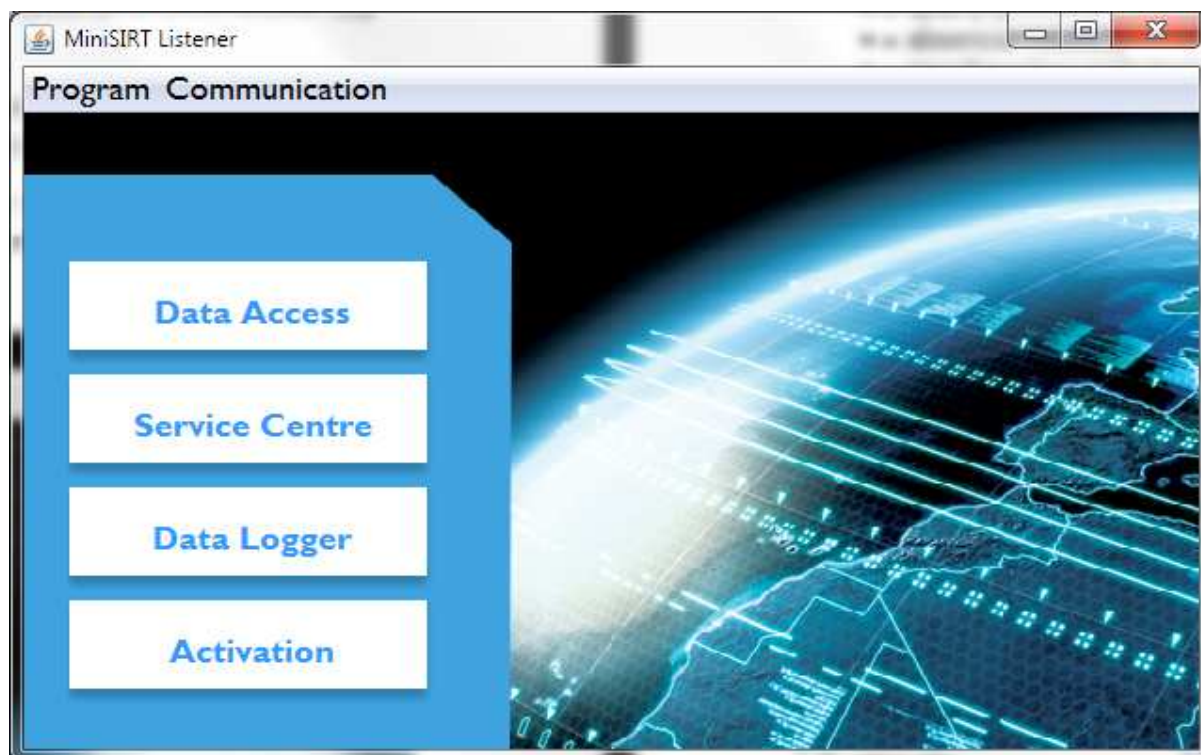 MiniSIRT Listener
Program Communication
Data Access
Service Centre
Data Logger
Activation